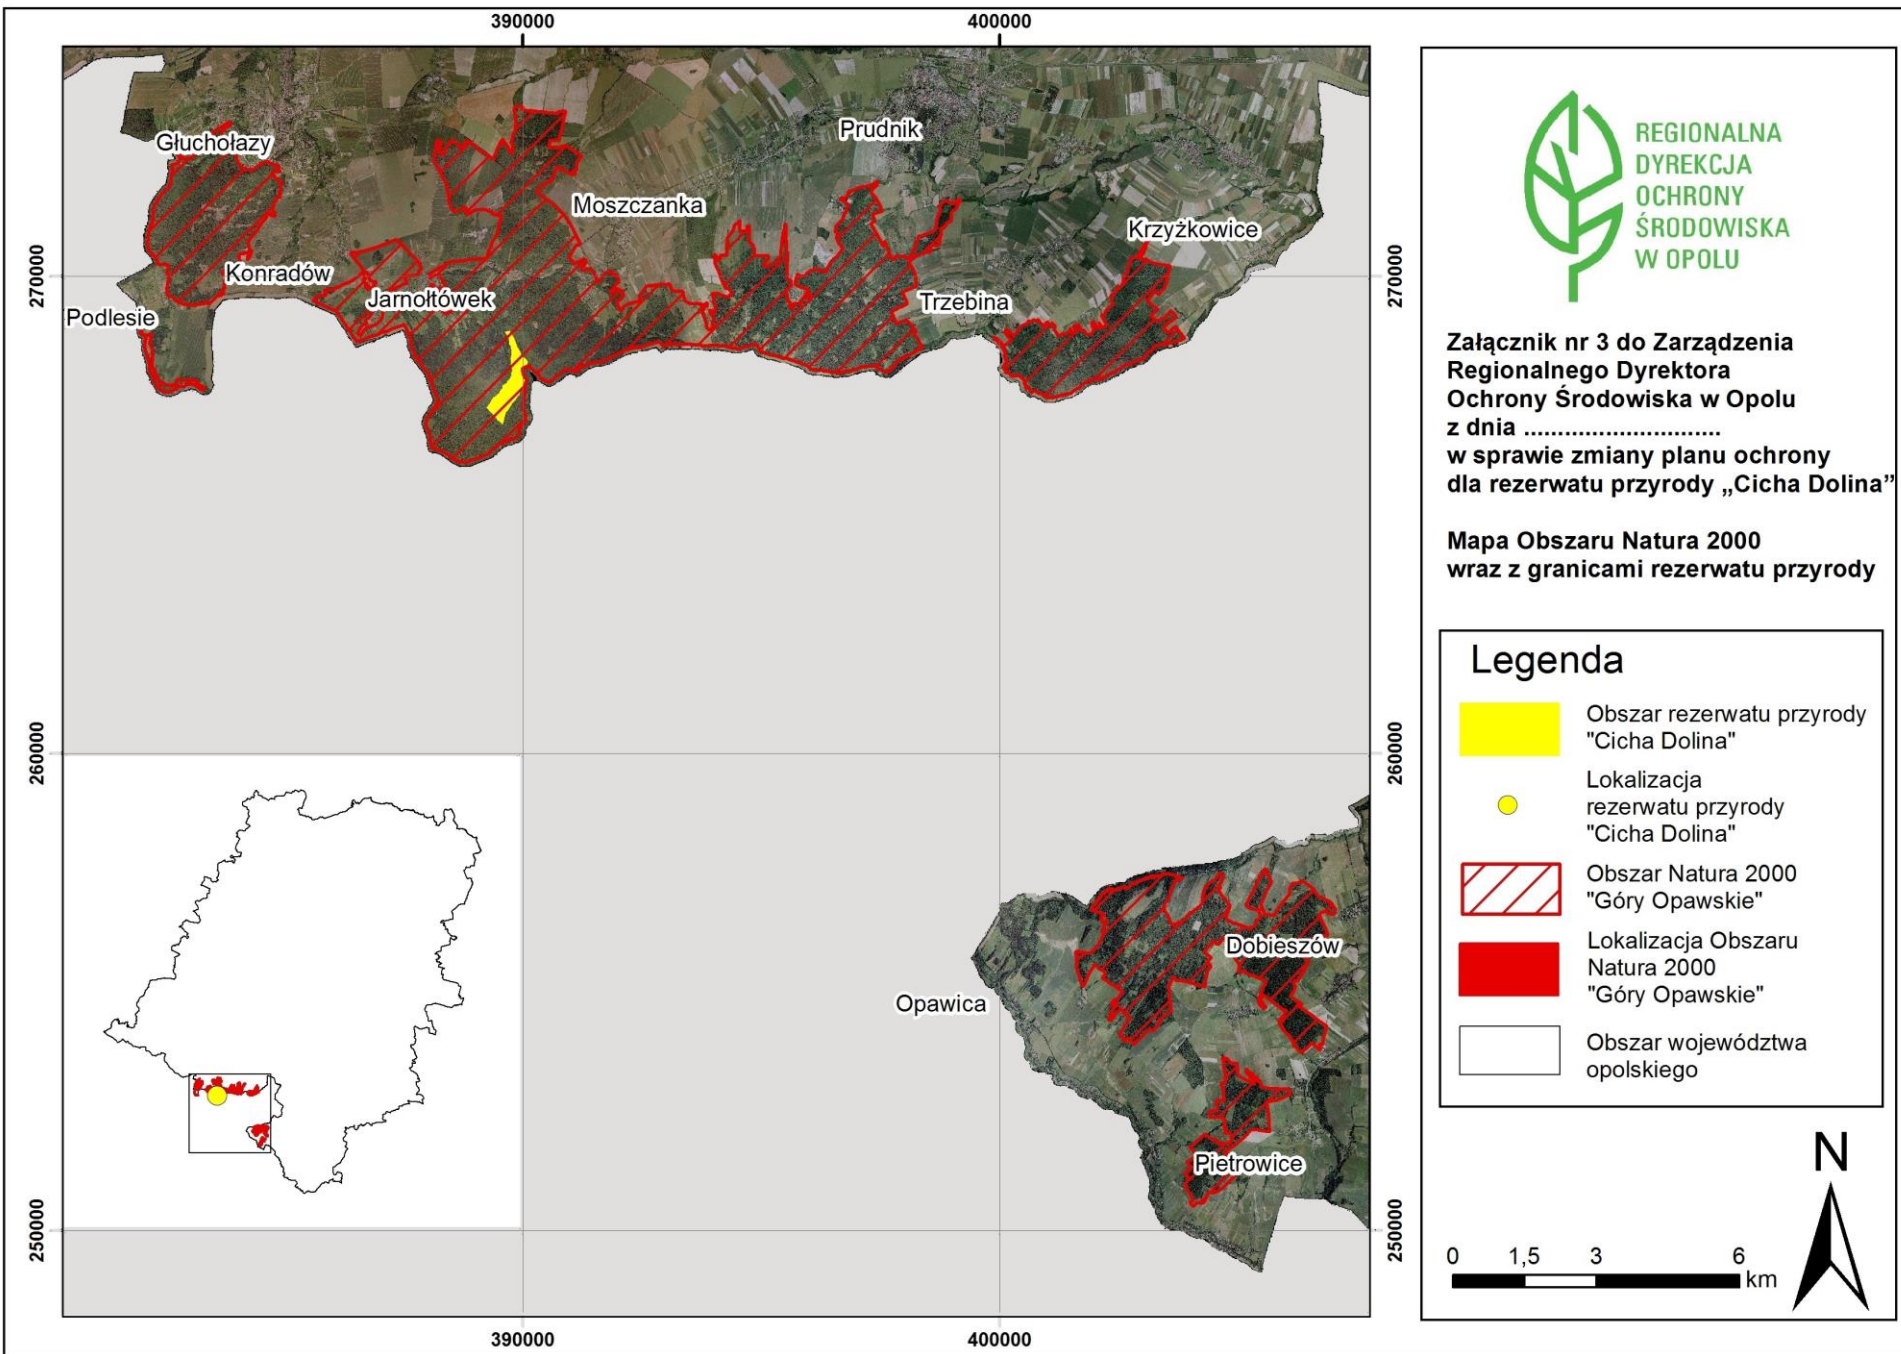 390000
400000
Głuchołazy
Prudnik
Moszczanka
Krzyżkowice
Konradów
Jarnołtówek
Trzebina
Podlesie
270000
270000
260000
260000
Dobieszów
Opawica
Pietrowice
250000
250000
390000
400000
REGIONALNA
DYREKCJA
OCHRONY
ŚRODOWISKA
W OPOLU
Załącznik nr 3 do Zarządzenia
Regionalnego Dyrektora
Ochrony Środowiska w Opolu
z dnia .............................
w sprawie zmiany planu ochrony
dla rezerwatu przyrody „Cicha Dolina”
Mapa Obszaru Natura 2000
wraz z granicami rezerwatu przyrody
Legenda
Obszar rezerwatu przyrody
"Cicha Dolina"
Lokalizacja
rezerwatu przyrody
"Cicha Dolina"
Obszar Natura 2000
"Góry Opawskie"
Lokalizacja Obszaru
Natura 2000
"Góry Opawskie"
Obszar województwa
opolskiego
N
0 1,5 3 6
km